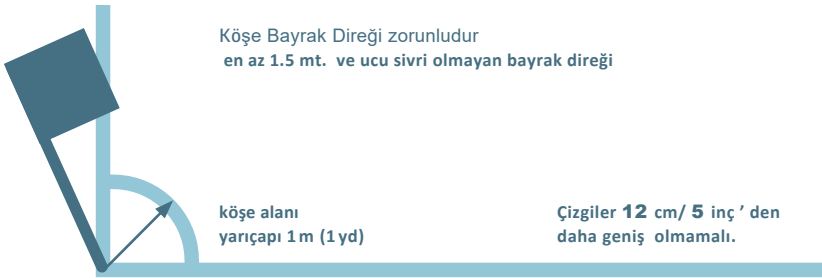 Köşe Bayrak Direği zorunludur
en az 1.5 mt. ve ucu sivri olmayan bayrak direği
köşe alanı
yarıçapı 1 m (1 yd)
Çizgiler 12 cm/ 5 inç ’ den
daha geniş olmamalı.